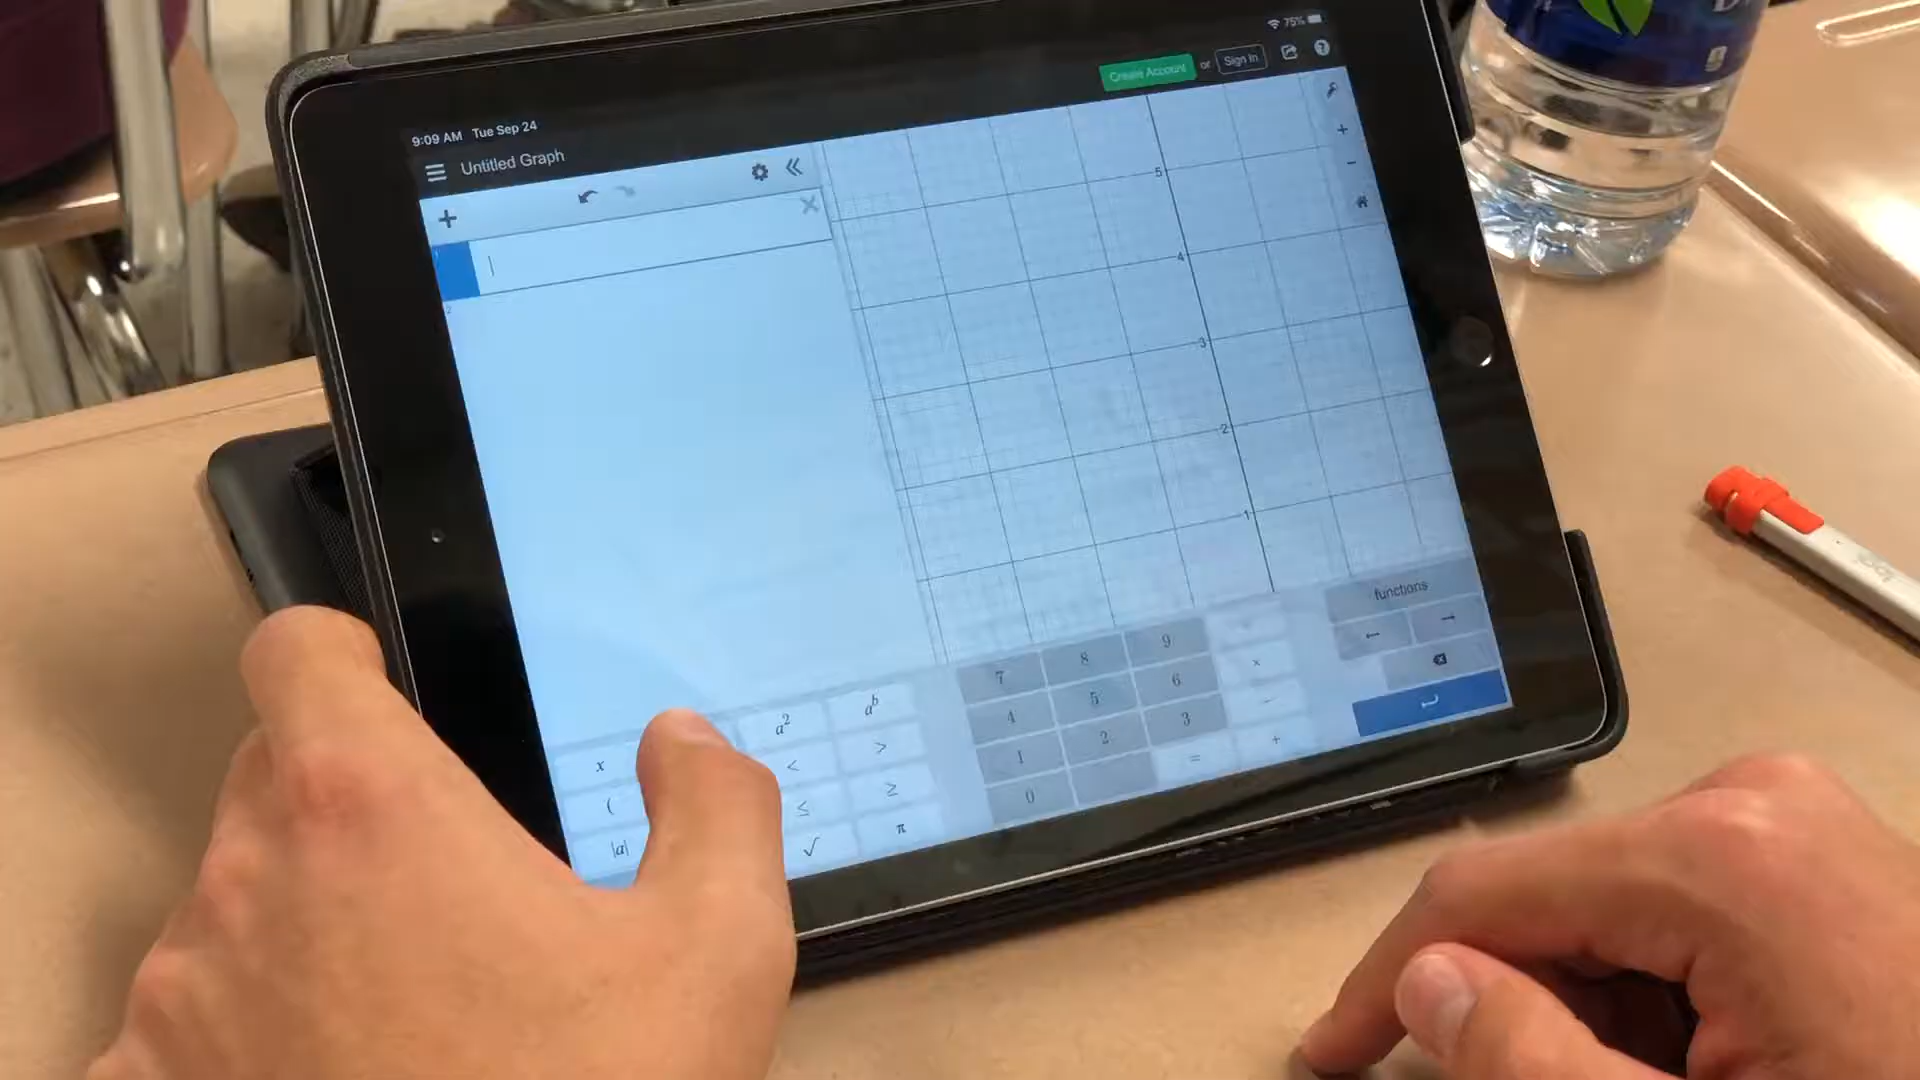 75%
Create Account or Sign In
9:09 AM Tue Sep 24
Untitled Graph
5
4
3
2
1
2
functions
x a² aᵇ 7 8 9 ×
( < > 4 5 6 −
|a| ≤ ≥ 1 2 3 +
√ π 0 =